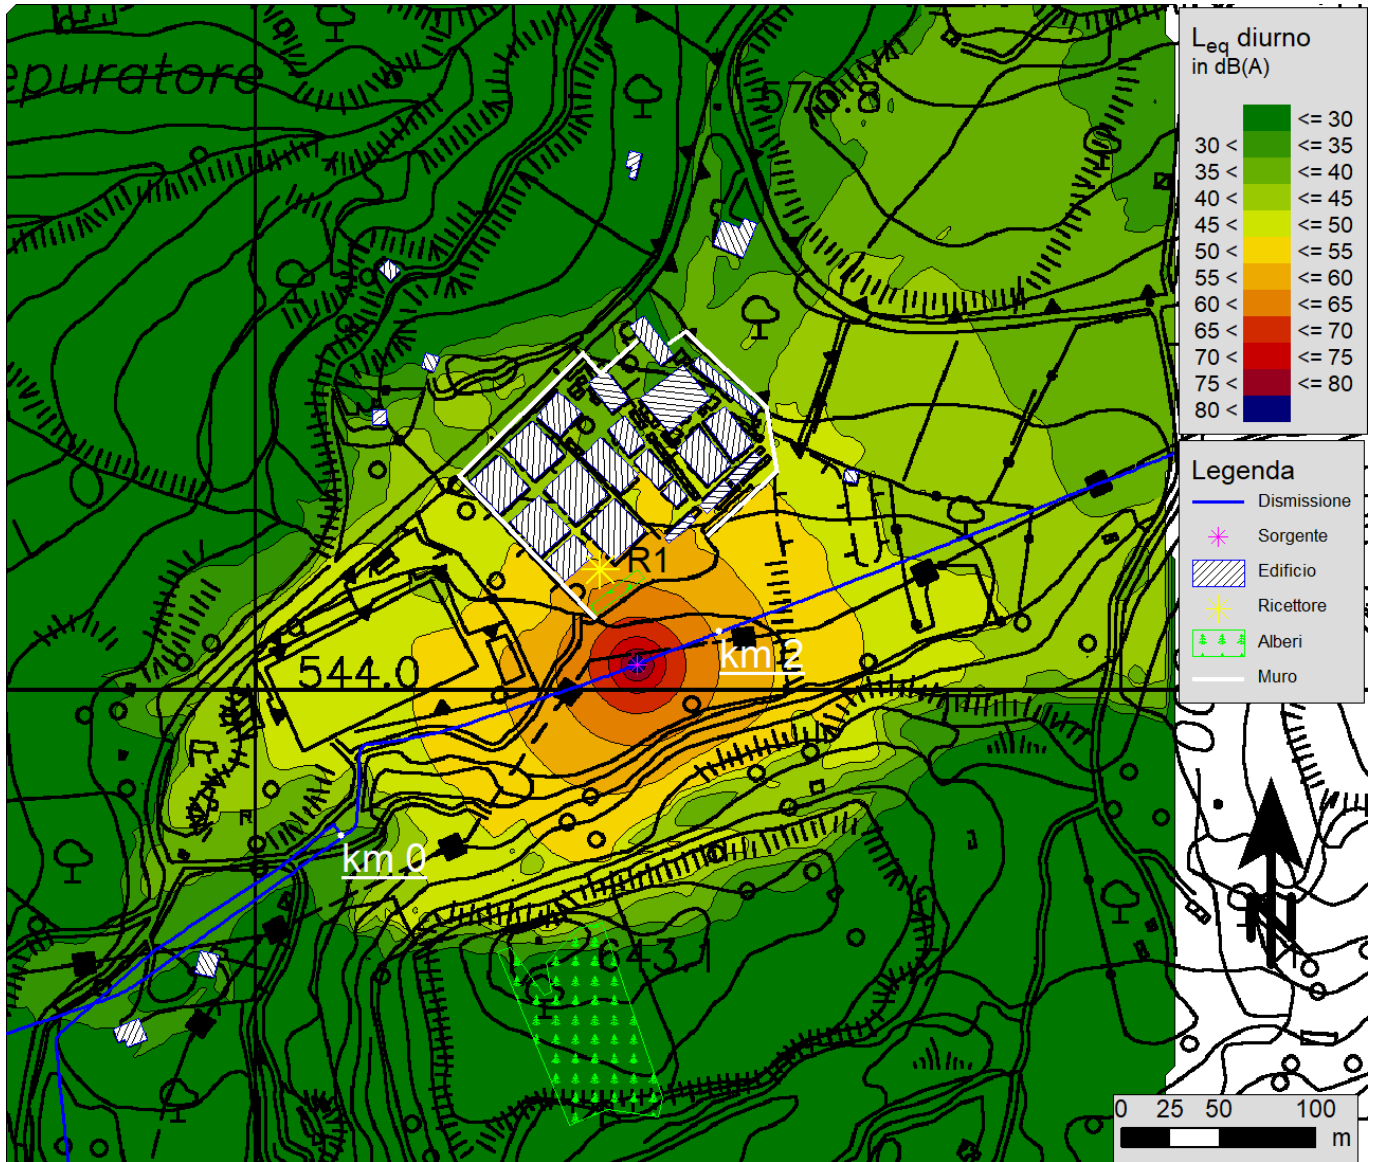 epuratore
570.8
R1
km 2
544.0
km 0
643.1
Leq diurno
in dB(A)
<= 30
30 < <= 35
35 < <= 40
40 < <= 45
45 < <= 50
50 < <= 55
55 < <= 60
60 < <= 65
65 < <= 70
70 < <= 75
75 < <= 80
80 <
Legenda
Dismissione
Sorgente
Edificio
Ricettore
Alberi
Muro
N
0 25 50 100
m